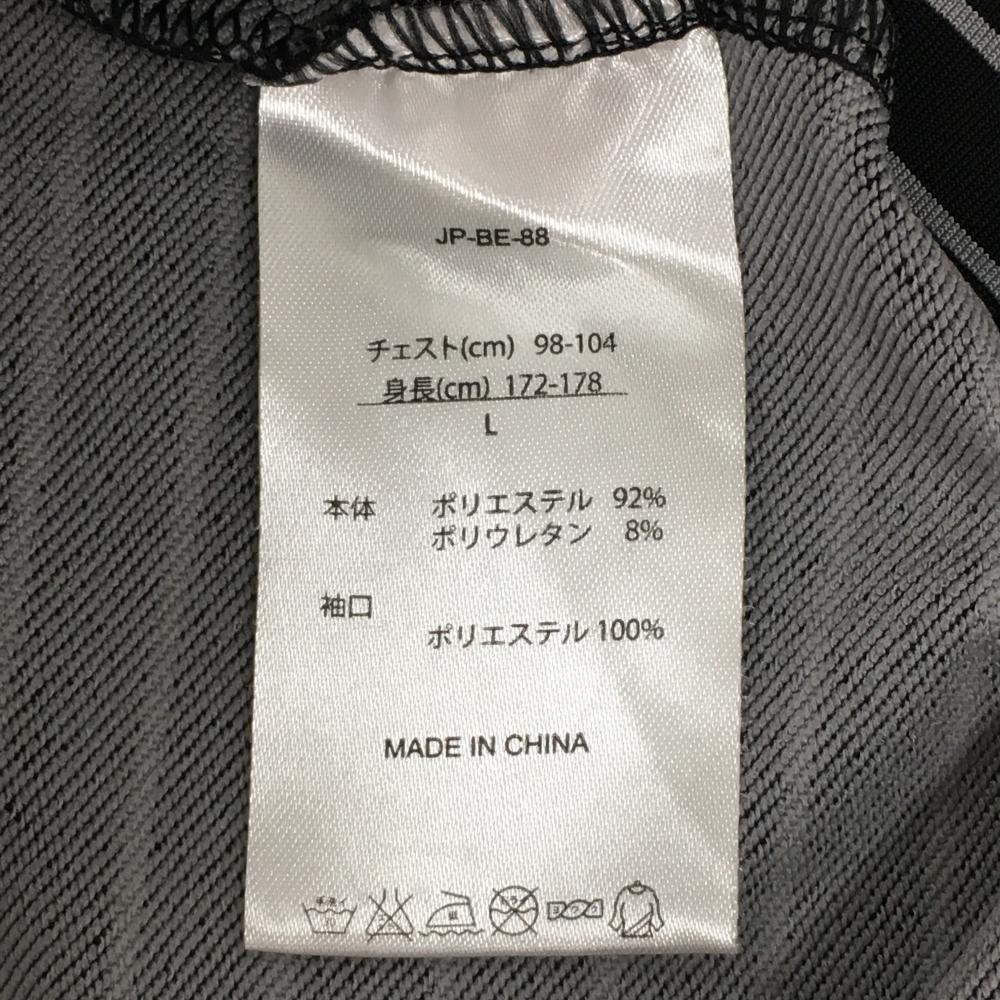 JP-BE-88
チェスト(cm) 98-104
身長(cm) 172-178
L
本体 ポリエステル 92%
ポリウレタン 8%
袖口
ポリエステル 100%
MADE IN CHINA